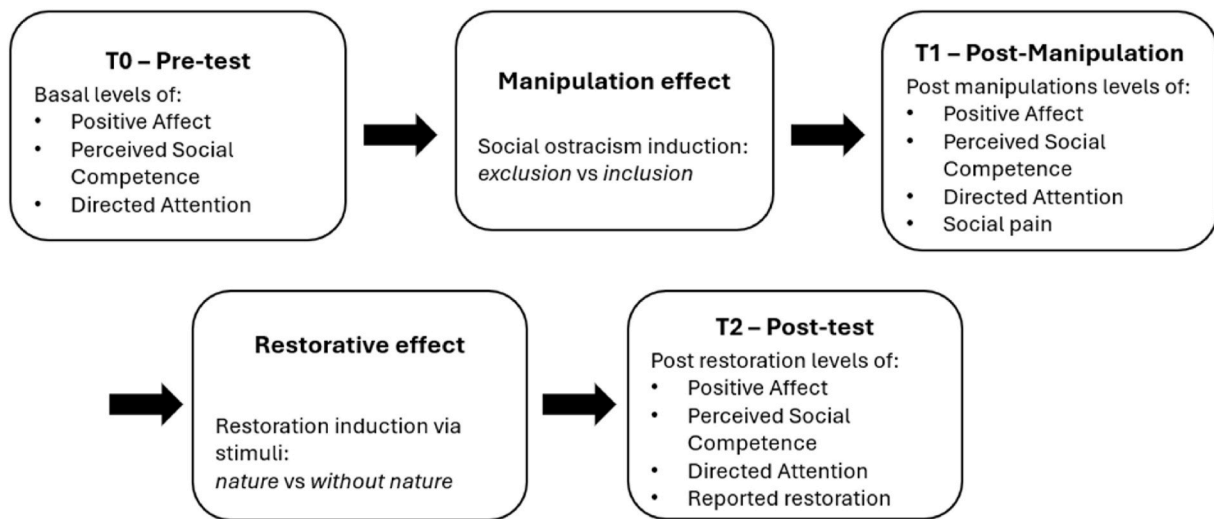 T0 – Pre-test
Basal levels of:
• Positive Affect
• Perceived Social
Competence
• Directed Attention
Manipulation effect
Social ostracism induction:
exclusion vs inclusion
T1 – Post-Manipulation
Post manipulations levels of:
• Positive Affect
• Perceived Social
Competence
• Directed Attention
• Social pain
Restorative effect
Restoration induction via
stimuli:
nature vs without nature
T2 – Post-test
Post restoration levels of:
• Positive Affect
• Perceived Social
Competence
• Directed Attention
• Reported restoration